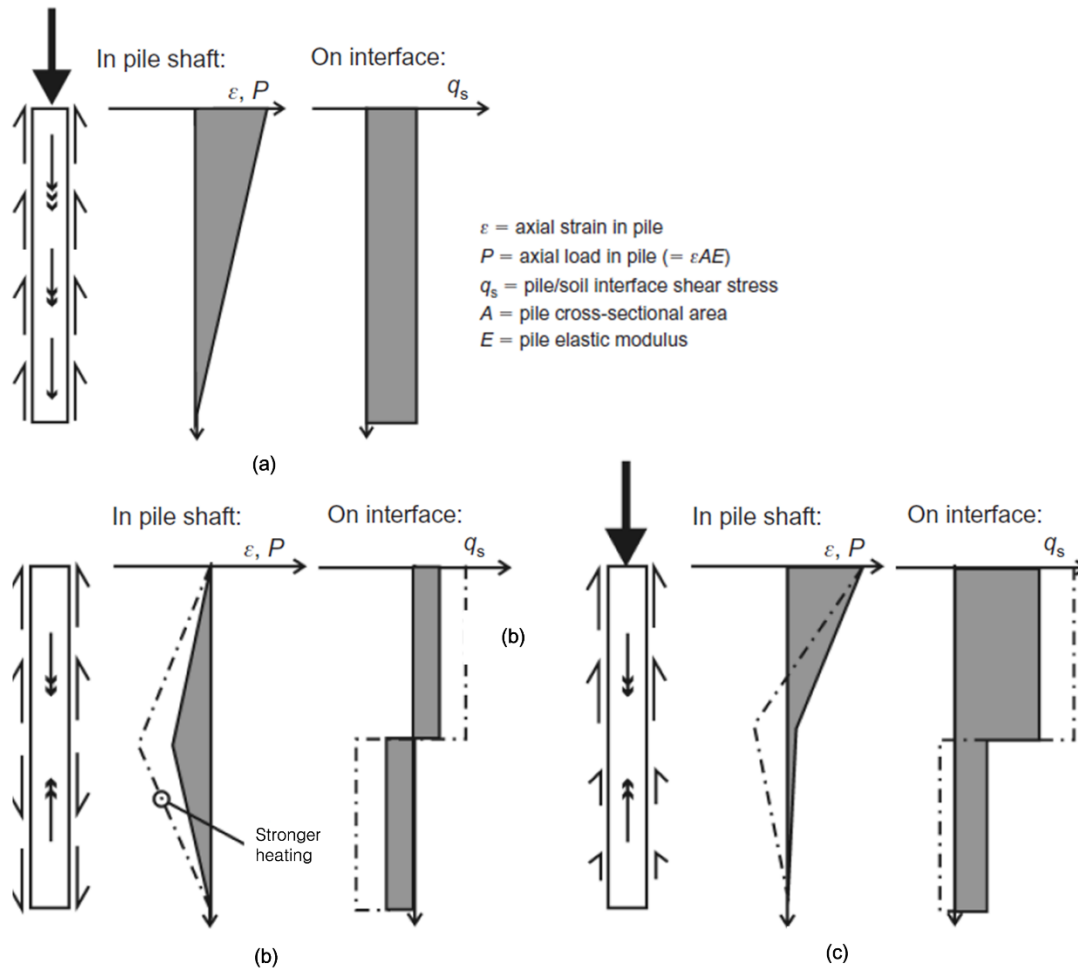 In pile shaft:
On interface:
ε, P
qs
ε = axial strain in pile
P = axial load in pile (= εAE)
qs = pile/soil interface shear stress
A = pile cross-sectional area
E = pile elastic modulus
(a)
In pile shaft:
On interface:
ε, P
qs
Stronger
heating
(b)
(b)
In pile shaft:
On interface:
ε, P
qs
(c)